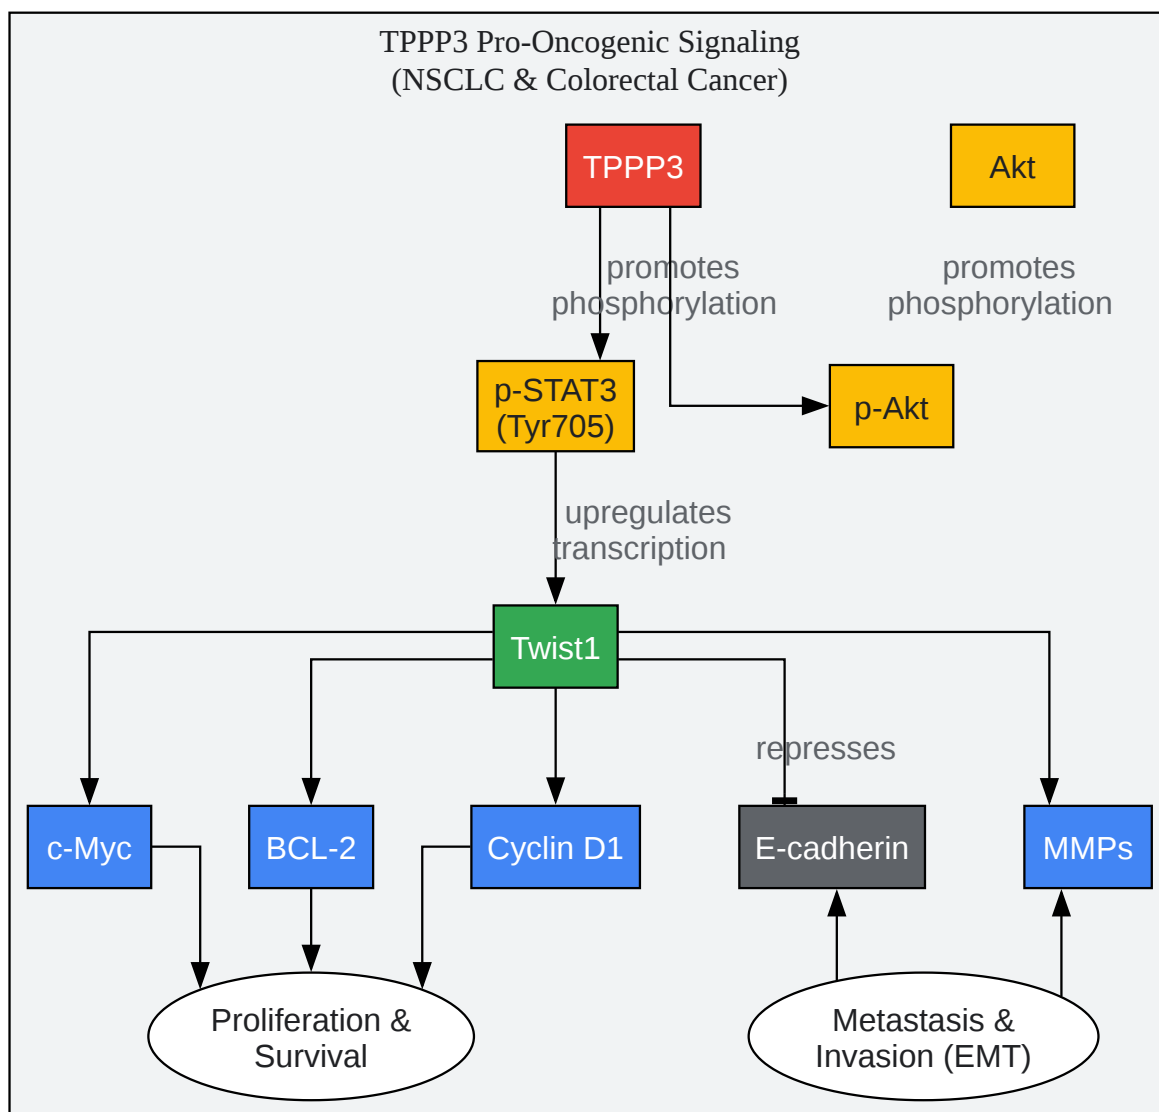 TPPP3 Pro-Oncogenic Signaling
(NSCLC & Colorectal Cancer)
TPPP3
Akt
promotes
phosphorylation
promotes
phosphorylation
p-STAT3
(Tyr705)
p-Akt
upregulates
transcription
Twist1
represses
c-Myc
BCL-2
Cyclin D1
E-cadherin
MMPs
Proliferation &
Survival
Metastasis &
Invasion (EMT)